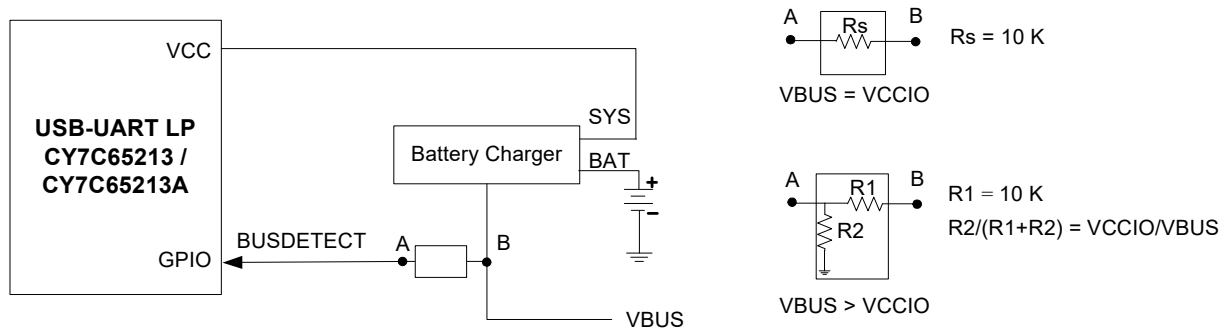 VCC
USB-UART LP
CY7C65213 /
CY7C65213A
GPIO
BUSDETECT
A
B
SYS
Battery Charger
BAT
+
-
VBUS
A
Rs
B
Rs = 10 K
VBUS = VCCIO
A
R1
B
R2
R1 = 10 K
R2/(R1+R2) = VCCIO/VBUS
VBUS > VCCIO